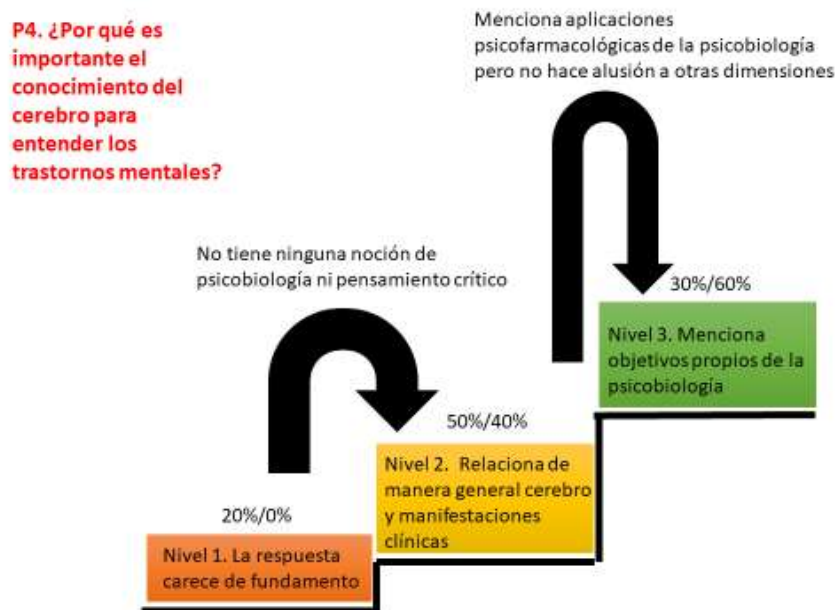 P4. ¿Por qué es
importante el
conocimiento del
cerebro para
entender los
trastornos mentales?
Menciona aplicaciones
psicofarmacológicas de la psicobiología
pero no hace alusión a otras dimensiones
No tiene ninguna noción de
psicobiología ni pensamiento crítico
30%/60%
Nivel 3. Menciona
objetivos propios de la
psicobiología
50%/40%
Nivel 2. Relaciona de
manera general cerebro
y manifestaciones
clínicas
20%/0%
Nivel 1. La respuesta
carece de fundamento